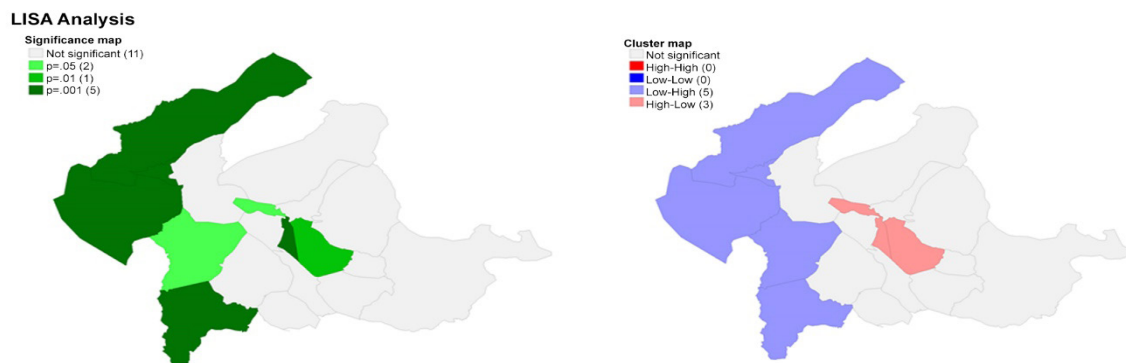 LISA Analysis
Significance map
Not significant (11)
p=.05 (2)
p=.01 (1)
p=.001 (5)
Cluster map
Not significant
High-High (0)
Low-Low (0)
Low-High (5)
High-Low (3)